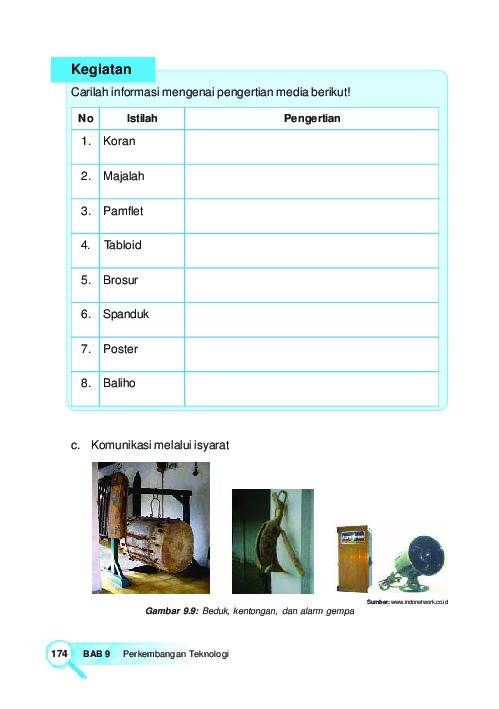 Kegiatan
Carilah informasi mengenai pengertian media berikut!
No Istilah Pengertian
1. Koran
2. Majalah
3. Pamflet
4. Tabloid
5. Brosur
6. Spanduk
7. Poster
8. Baliho
c. Komunikasi melalui isyarat
Sumber: www.indonetwork.co.id
Gambar 9.9: Beduk, kentongan, dan alarm gempa
174 BAB 9 Perkembangan Teknologi